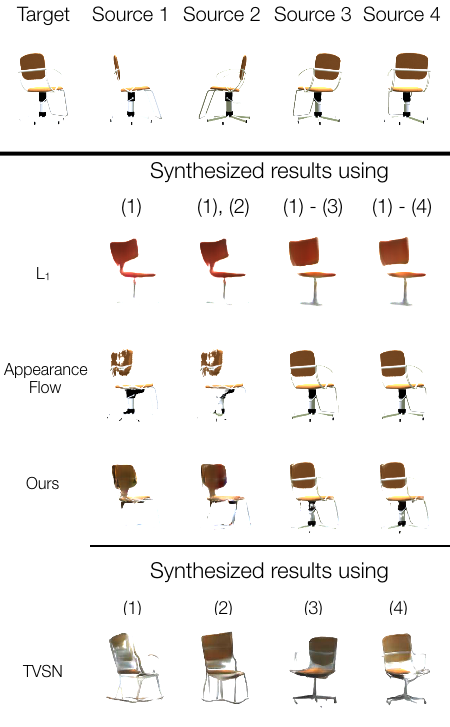 Target Source 1 Source 2 Source 3 Source 4
Synthesized results using
(1) (1), (2) (1) - (3) (1) - (4)
L₁
Appearance
Flow
Ours
Synthesized results using
(1) (2) (3) (4)
TVSN